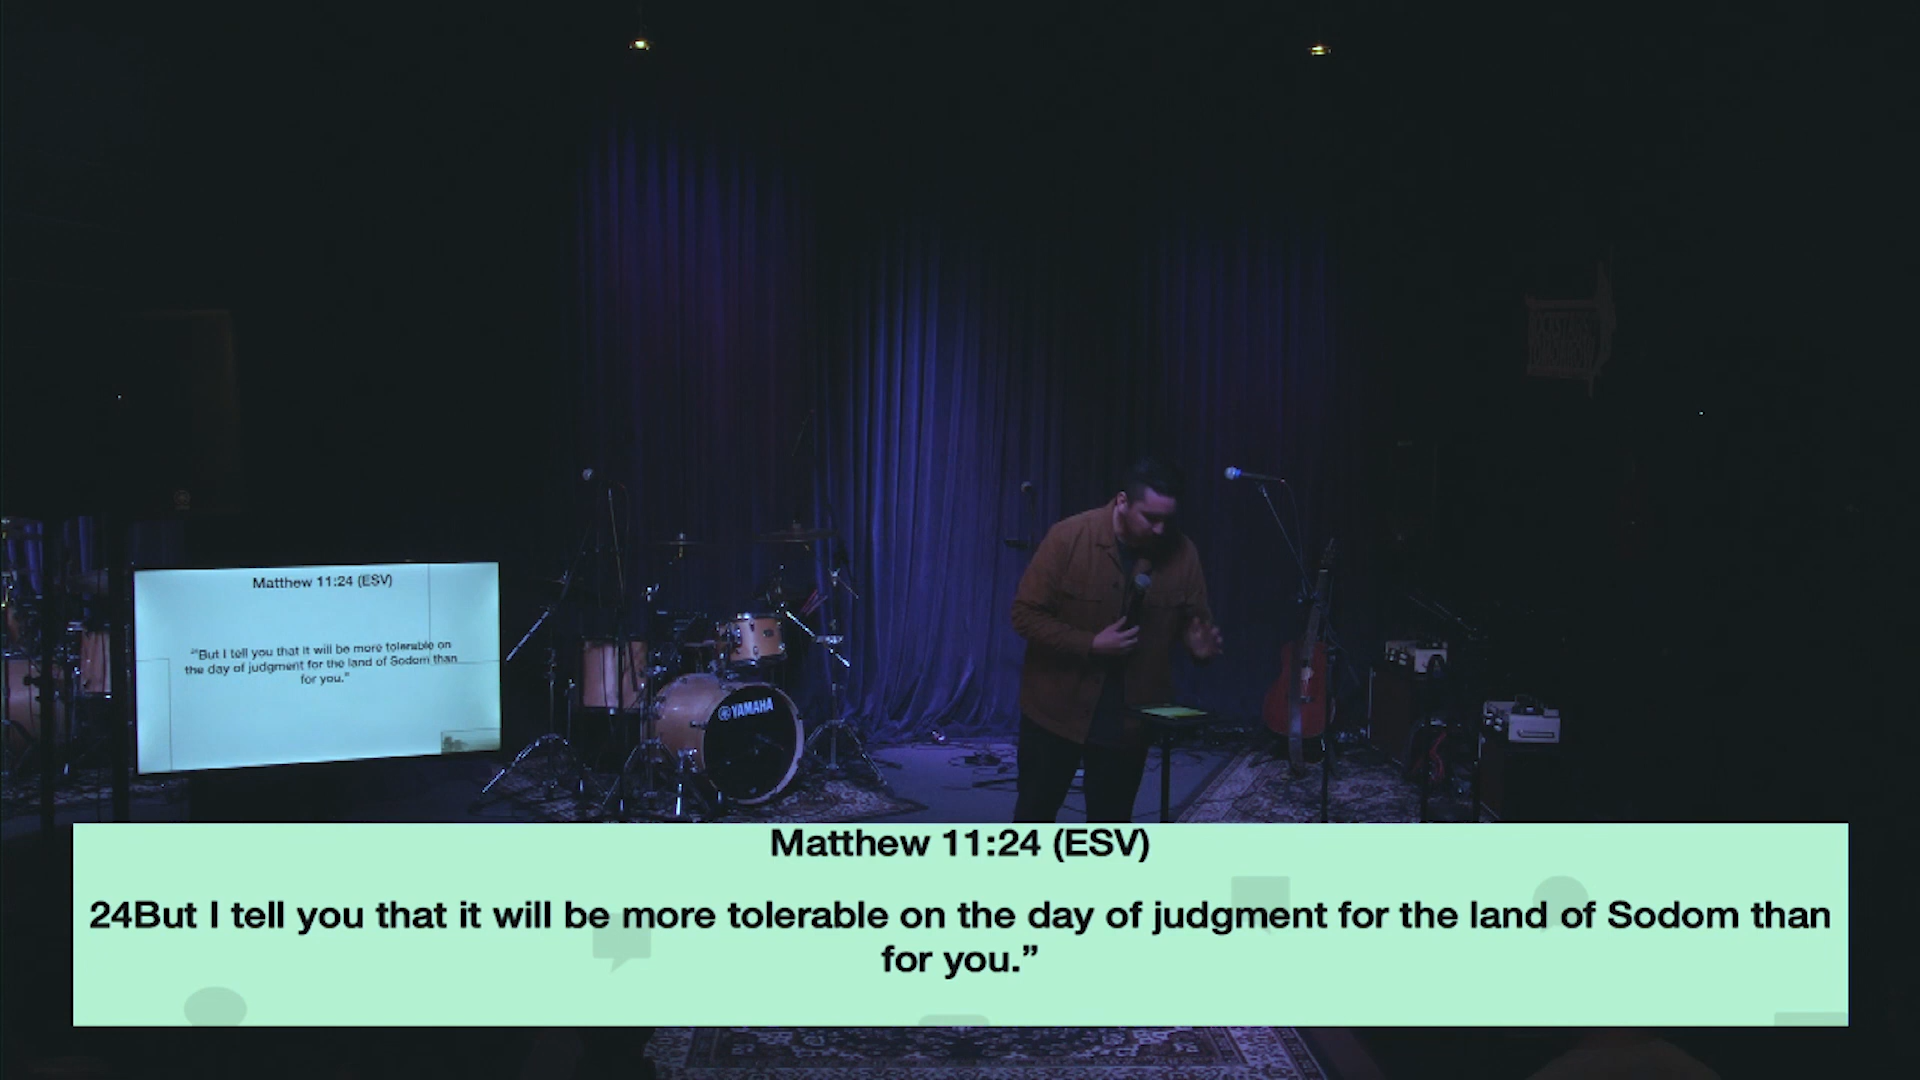 Matthew 11:24 (ESV)
24But I tell you that it will be more tolerable on
the day of judgment for the land of Sodom than
for you."
YAMAHA
Matthew 11:24 (ESV)
24But I tell you that it will be more tolerable on the day of judgment for the land of Sodom than
for you.”